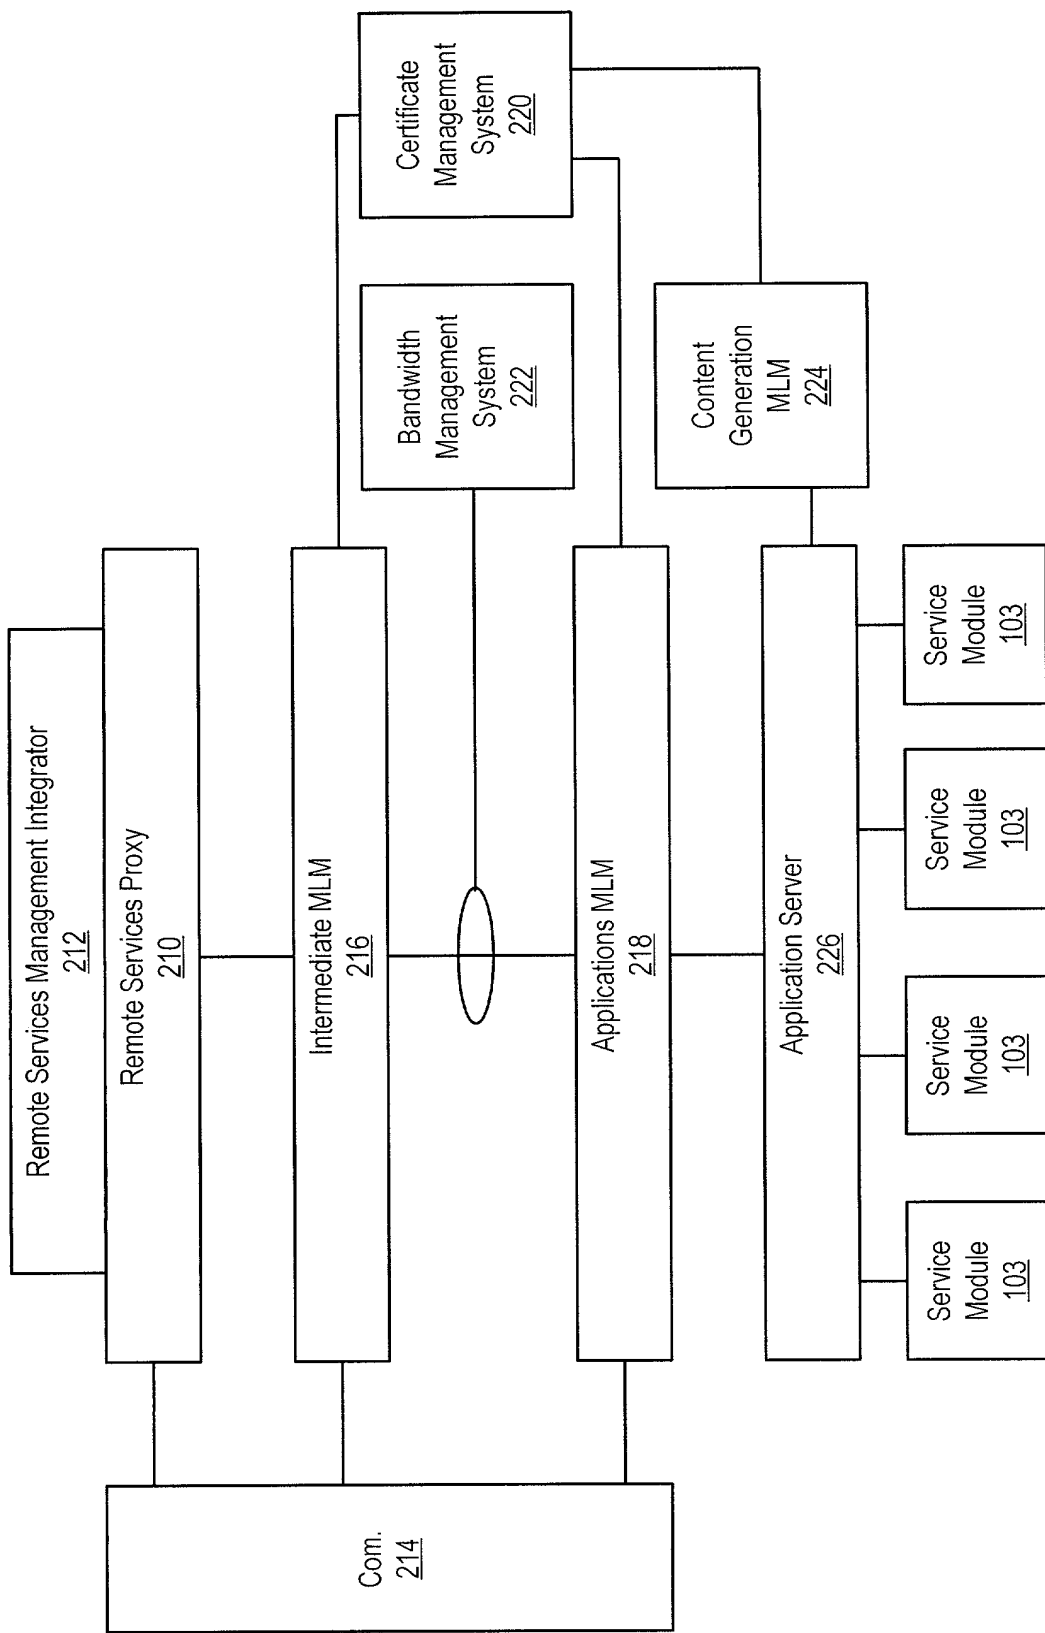 Remote Services Management Integrator
212
Remote Services Proxy
210
Com.
214
Intermediate MLM
216
Certificate
Management
System
220
Bandwidth
Management
System
222
Applications MLM
218
Content
Generation
MLM
224
Application Server
226
Service
Module
103
Service
Module
103
Service
Module
103
Service
Module
103